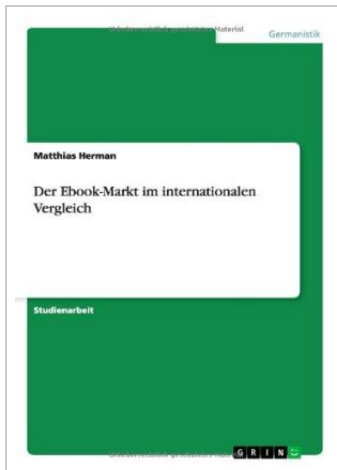 Germanistik
Matthias Herman
Der Ebook-Markt im internationalen
Vergleich
Studienarbeit
GRIN